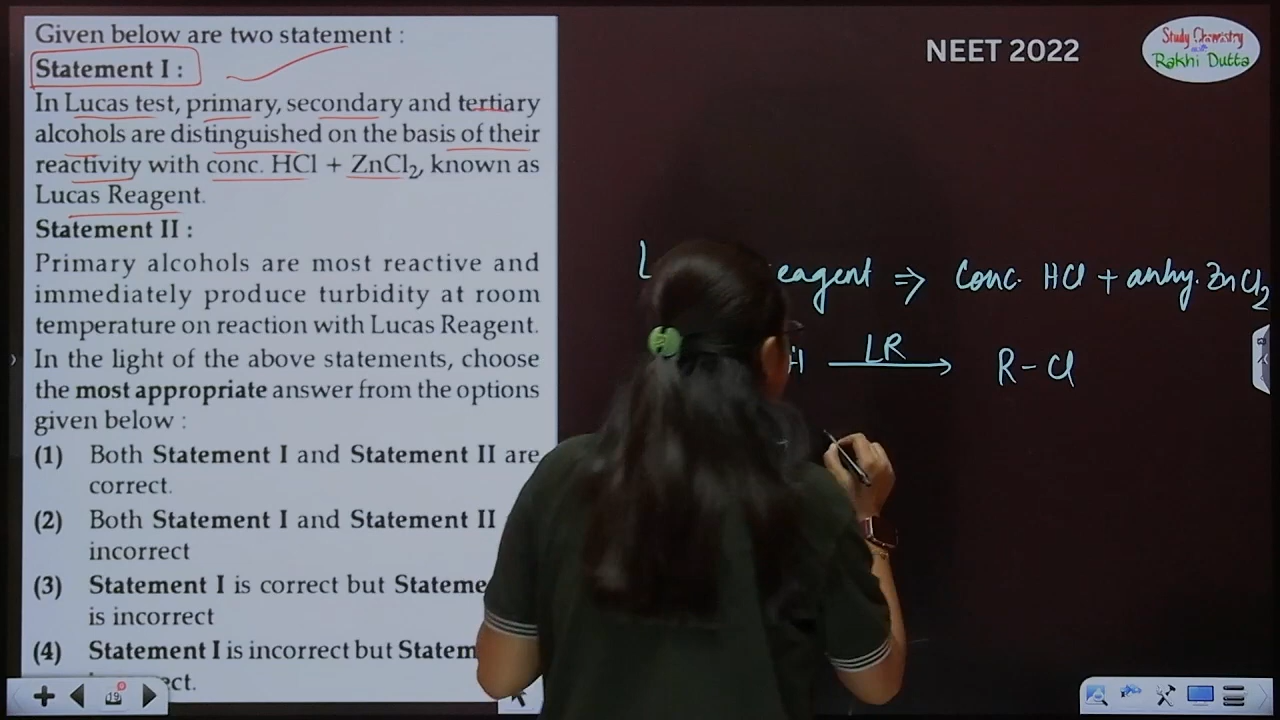 Given below are two statement :
Statement I :
In Lucas test, primary, secondary and tertiary
alcohols are distinguished on the basis of their
reactivity with conc. HCl + ZnCl₂, known as
Lucas Reagent.
Statement II :
Primary alcohols are most reactive and
immediately produce turbidity at room
temperature on reaction with Lucas Reagent.
In the light of the above statements, choose
the most appropriate answer from the options
given below :
(1) Both Statement I and Statement II are
correct.
(2) Both Statement I and Statement II
incorrect
(3) Statement I is correct but
is incorrect
(4) Statement I is incorrect but
NEET 2022
Study Chemistry
with
Rakhi Dutta
L eagent ⇒ Conc. HCl + anhy. ZnCl₂
H LR → R-Cl
19